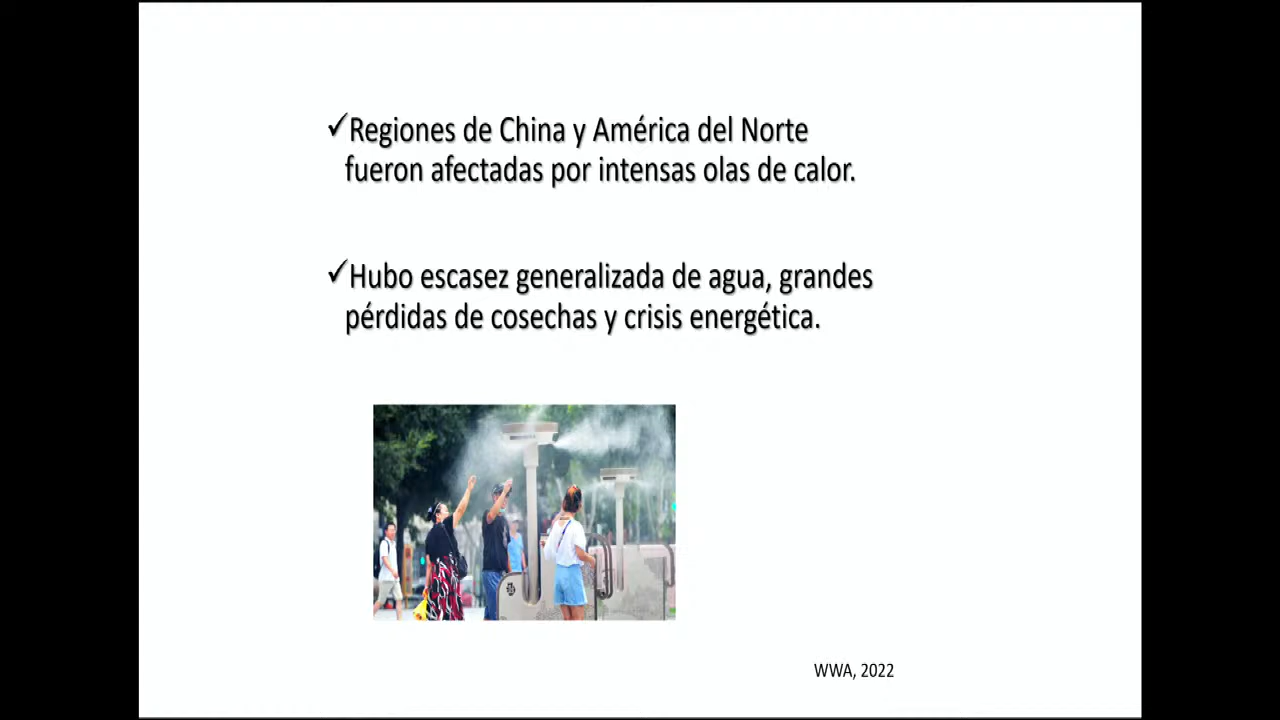 ✓Regiones de China y América del Norte
fueron afectadas por intensas olas de calor.
✓Hubo escasez generalizada de agua, grandes
pérdidas de cosechas y crisis energética.
WWA, 2022